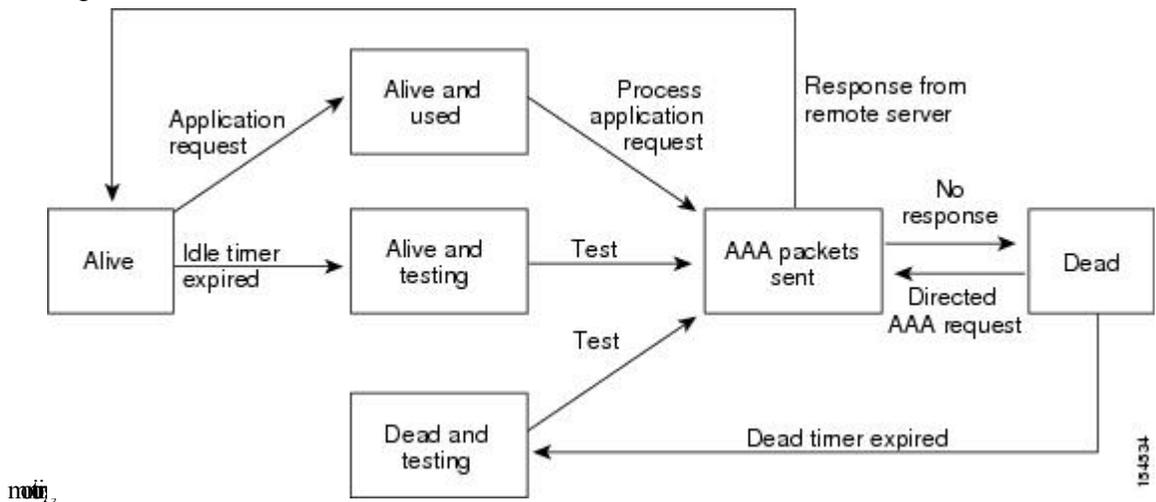 Alive and
used
Application
request
Process
application
request
Response from
remote server
Alive
Idle timer
expired
Alive and
testing
Test
AAA packets
sent
No
response
Directed
AAA request
Dead
Test
Dead and
testing
Dead timer expired
154534